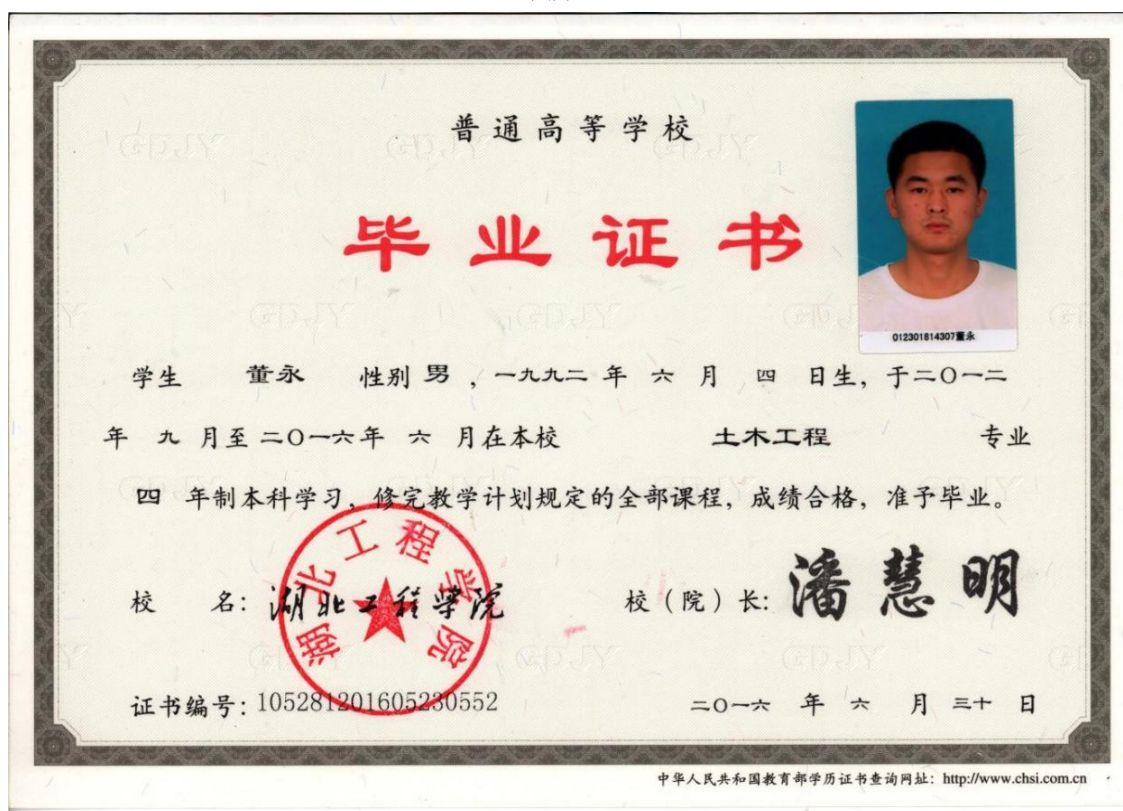 普通高等学校
毕业证书
012301814307董永
学生 董永 性别 男 ，一九九二 年 六 月 四 日生，于二〇一二
年 九 月至 二〇一六年 六 月在本校 土木工程 专业
四 年制本科学习，修完教学计划规定的全部课程，成绩合格，准予毕业。
湖北工程学院
校 名：湖北工程学院 校（院）长：潘慧明
证书编号：105281201605230552 二〇一六 年 六 月 三十 日
中华人民共和国教育部学历证书查询网址：http://www.chsi.com.cn